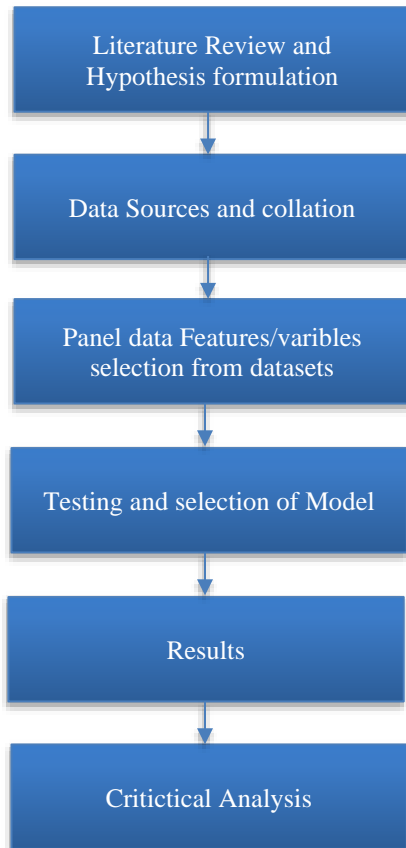 Literature Review and
Hypothesis formulation
Data Sources and collation
Panel data Features/varibles
selection from datasets
Testing and selection of Model
Results
Critictical Analysis